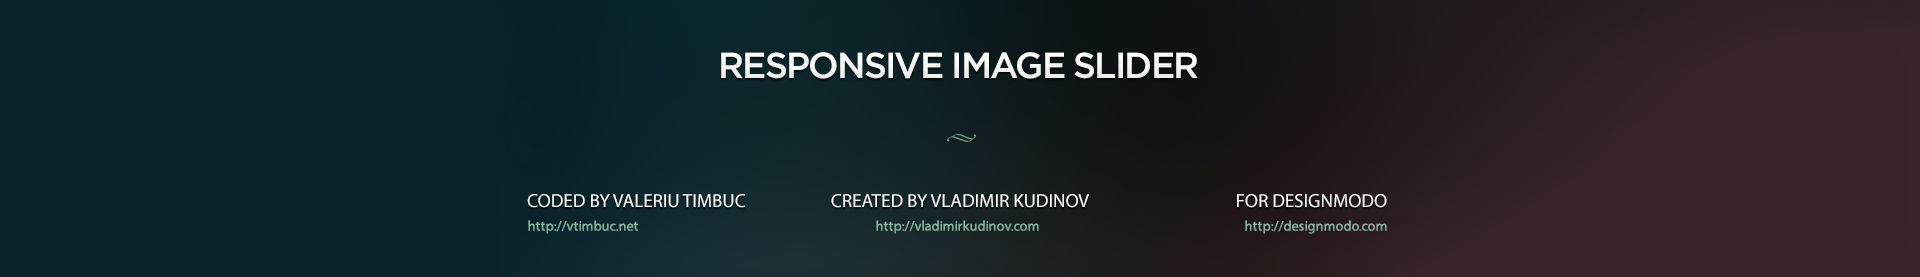 RESPONSIVE IMAGE SLIDER
CODED BY VALERIU TIMBUC
http://vtimbuc.net
CREATED BY VLADIMIR KUDINOV
http://vladimirkudinov.com
FOR DESIGNMODO
http://designmodo.com